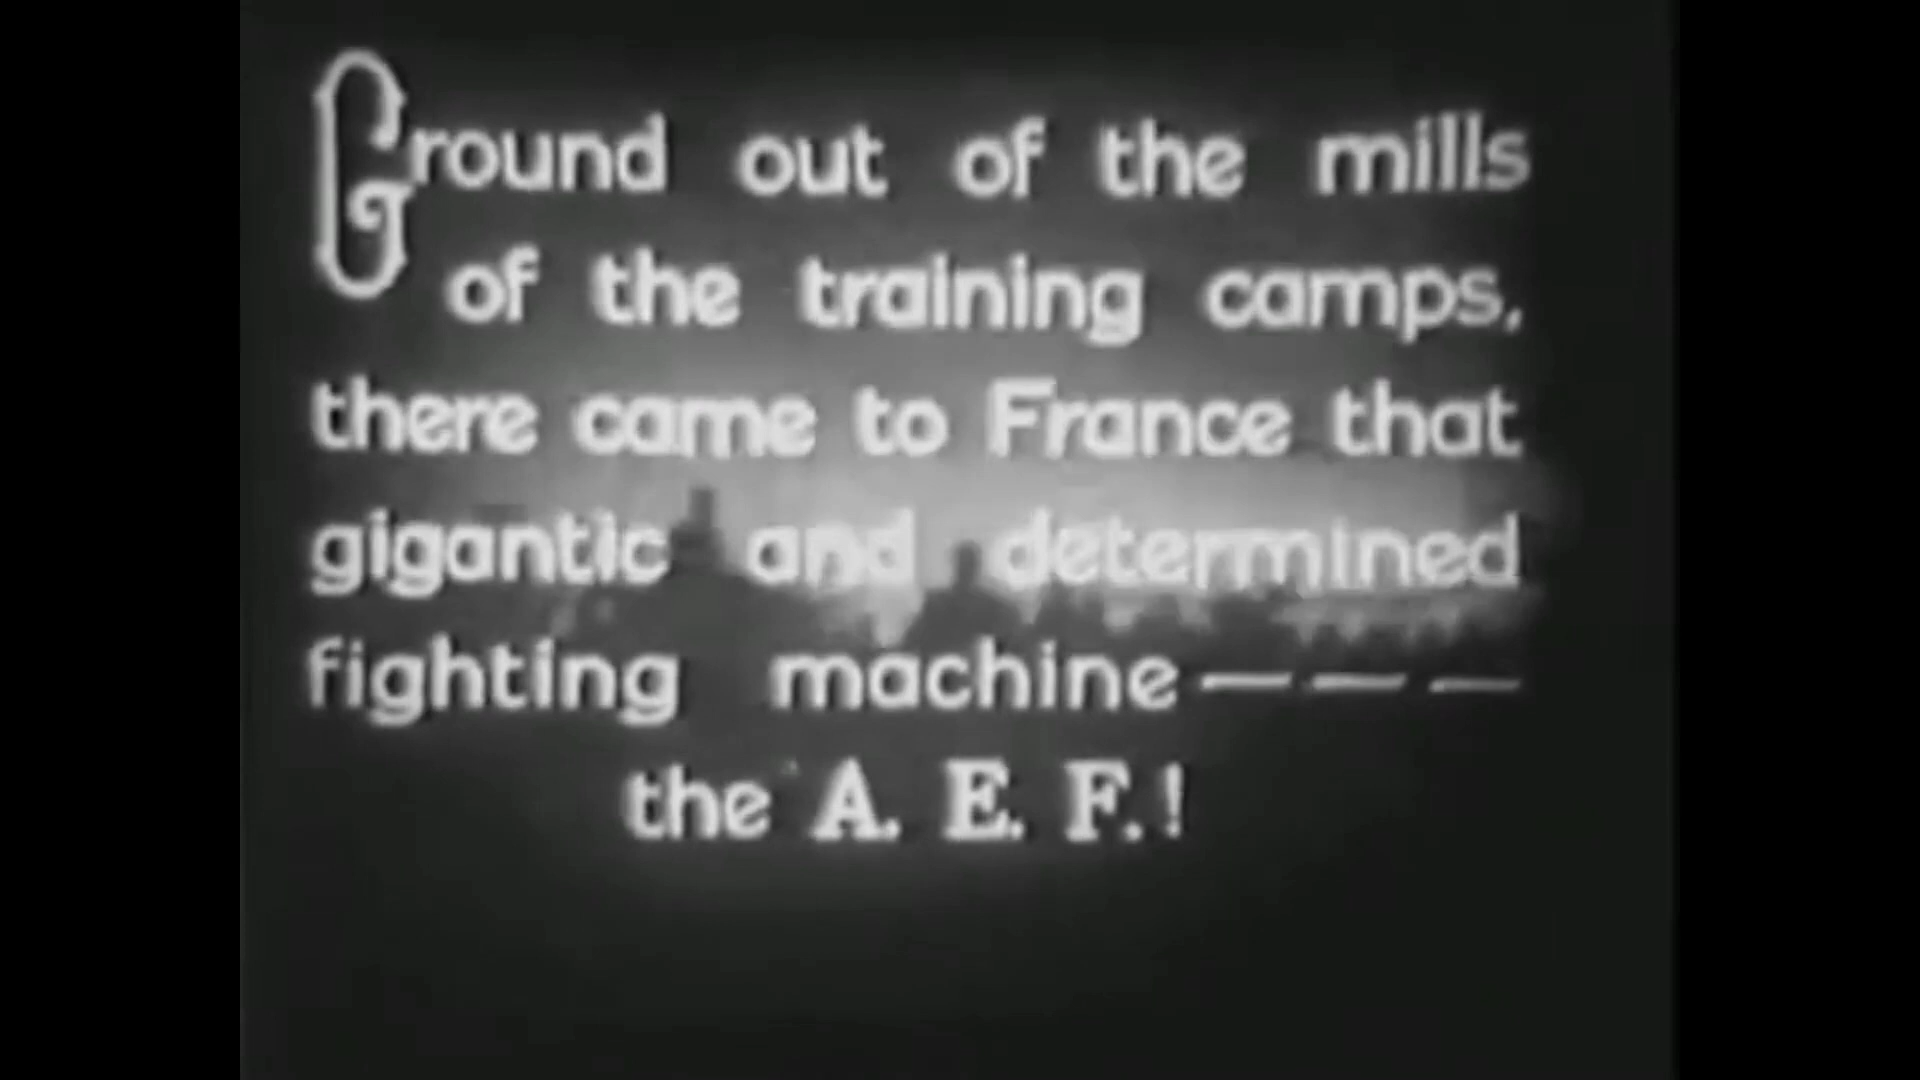 Ground out of the mills
of the training camps,
there came to France that
gigantic and determined
fighting machine — — —
the A. E. F.!